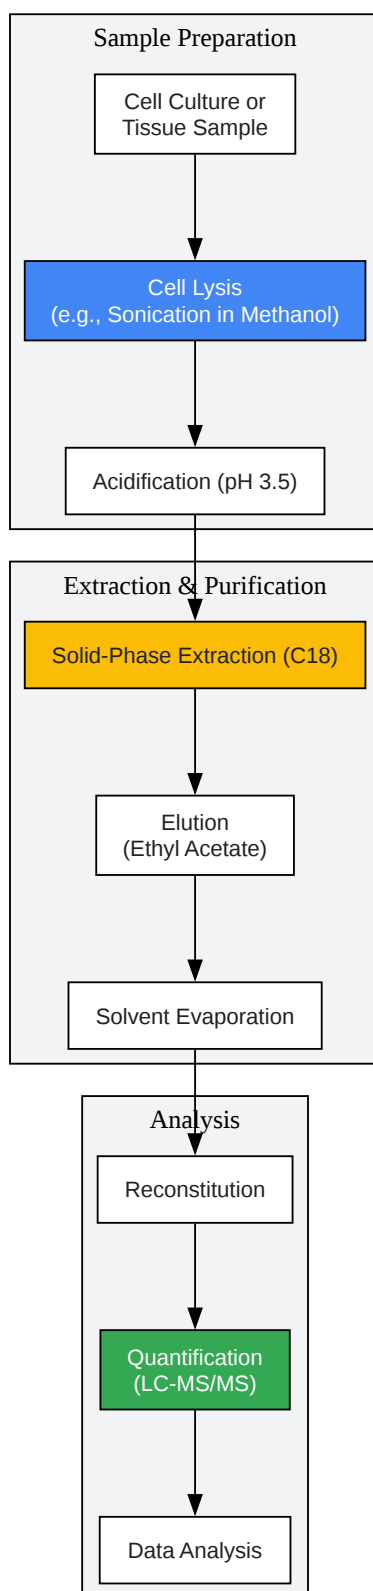 Sample Preparation
Cell Culture or
Tissue Sample
Cell Lysis
(e.g., Sonication in Methanol)
Acidification (pH 3.5)
Extraction & Purification
Solid-Phase Extraction (C18)
Elution
(Ethyl Acetate)
Solvent Evaporation
Analysis
Reconstitution
Quantification
(LC-MS/MS)
Data Analysis